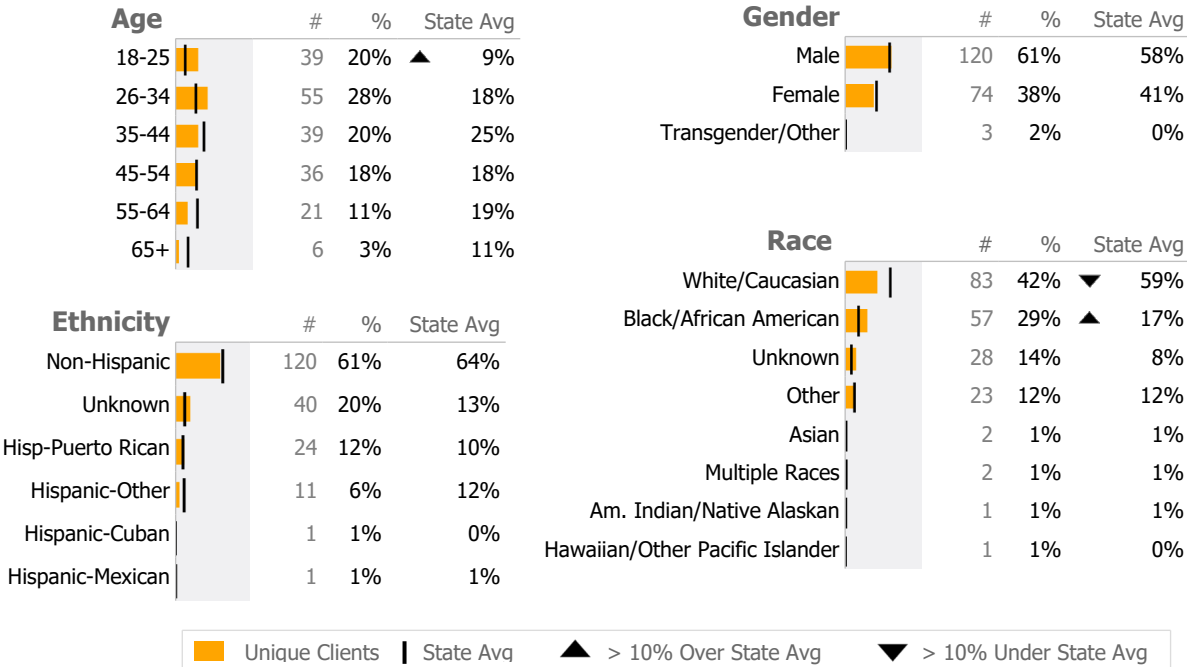 Age # % State Avg
18-25 39 20% ▲ 9%
26-34 55 28% 18%
35-44 39 20% 25%
45-54 36 18% 18%
55-64 21 11% 19%
65+ 6 3% 11%
Ethnicity # % State Avg
Non-Hispanic 120 61% 64%
Unknown 40 20% 13%
Hisp-Puerto Rican 24 12% 10%
Hispanic-Other 11 6% 12%
Hispanic-Cuban 1 1% 0%
Hispanic-Mexican 1 1% 1%
Gender # % State Avg
Male 120 61% 58%
Female 74 38% 41%
Transgender/Other 3 2% 0%
Race # % State Avg
White/Caucasian 83 42% ▼ 59%
Black/African American 57 29% ▲ 17%
Unknown 28 14% 8%
Other 23 12% 12%
Asian 2 1% 1%
Multiple Races 2 1% 1%
Am. Indian/Native Alaskan 1 1% 1%
Hawaiian/Other Pacific Islander 1 1% 0%
Unique Clients State Avg ▲ > 10% Over State Avg ▼ > 10% Under State Avg